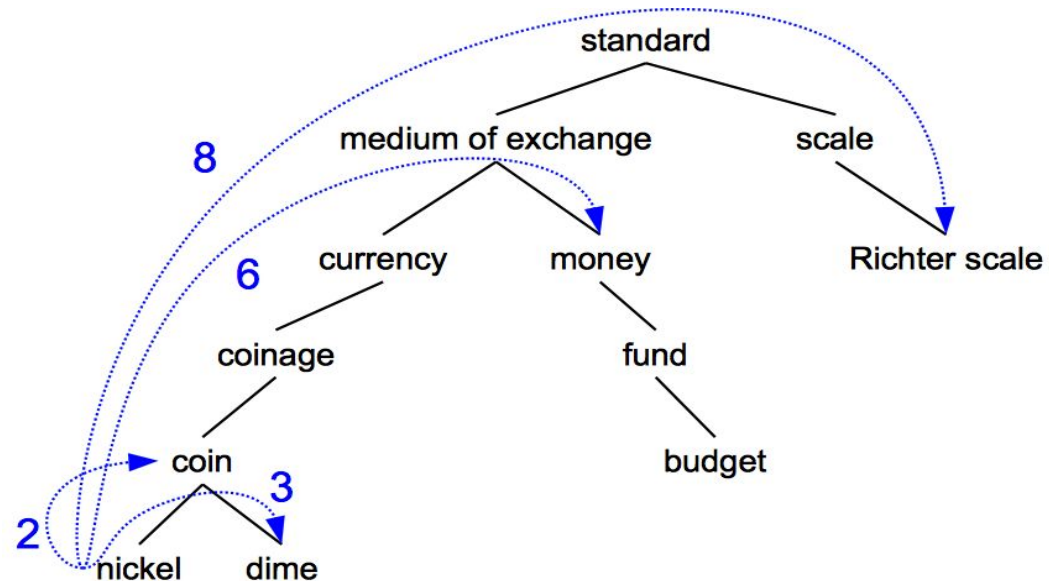 standard
8
medium of exchange
scale
6
currency
money
Richter scale
coinage
fund
coin
budget
3
2
nickel
dime